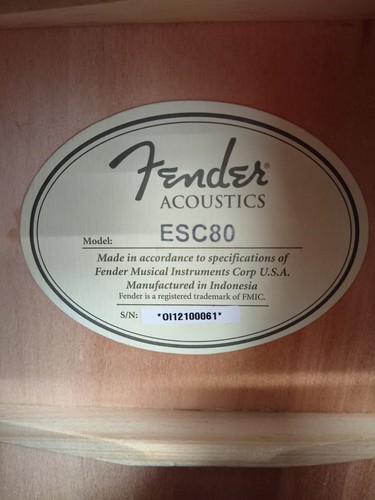 Fender®
ACOUSTICS
Model: ESC80
Made in accordance to specifications of
Fender Musical Instruments Corp U.S.A.
Manufactured in Indonesia
Fender is a registered trademark of FMIC.
S/N: *OI12100061*